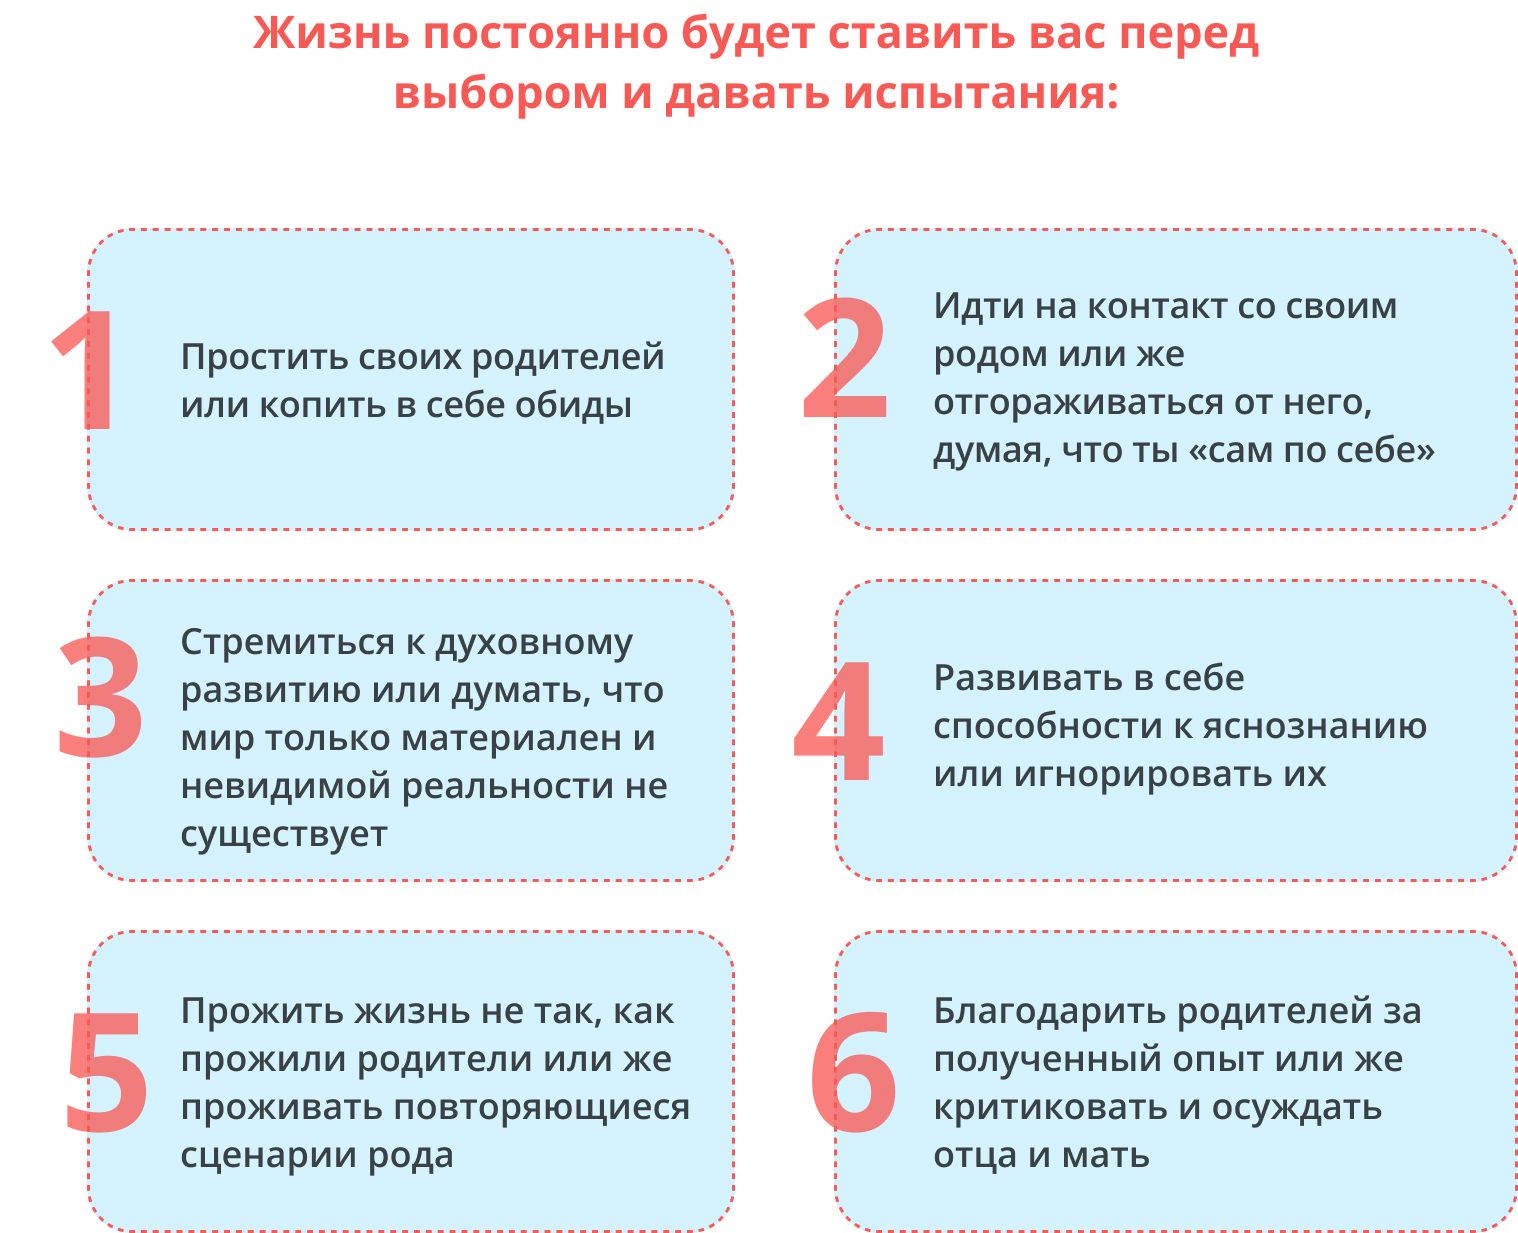 Жизнь постоянно будет ставить вас перед
выбором и давать испытания:
1
Простить своих родителей
или копить в себе обиды
2
Идти на контакт со своим
родом или же
отгораживаться от него,
думая, что ты «сам по себе»
3
Стремиться к духовному
развитию или думать, что
мир только материален и
невидимой реальности не
существует
4
Развивать в себе
способности к яснознанию
или игнорировать их
5
Прожить жизнь не так, как
прожили родители или же
проживать повторяющиеся
сценарии рода
6
Благодарить родителей за
полученный опыт или же
критиковать и осуждать
отца и мать